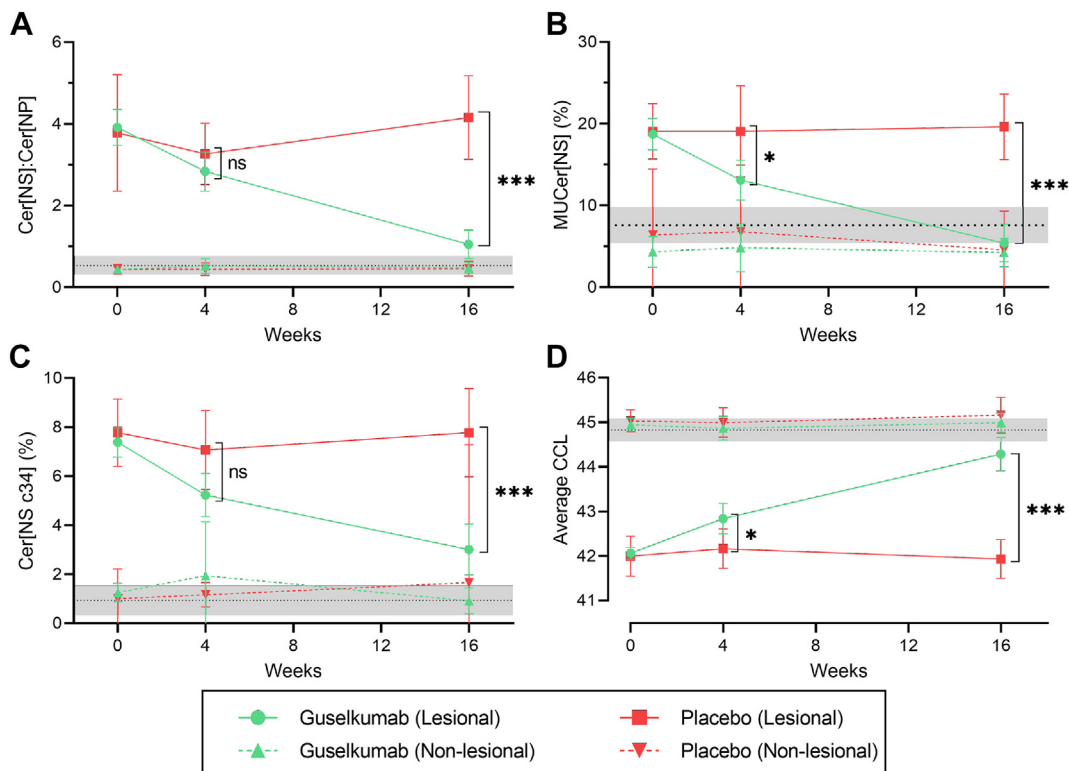 A
Cer[NS]:Cer[NP]
6
4
2
0
ns
***
0
4
8
12
16
Weeks
B
MUCer[NS] (%)
30
20
10
0
*
***
0
4
8
12
16
Weeks
C
Cer[NS c34] (%)
10
8
6
4
2
0
ns
***
0
4
8
12
16
Weeks
D
Average CCL
46
45
44
43
42
41
*
***
0
4
8
12
16
Weeks
Guselkumab (Lesional)
Placebo (Lesional)
Guselkumab (Non-lesional)
Placebo (Non-lesional)